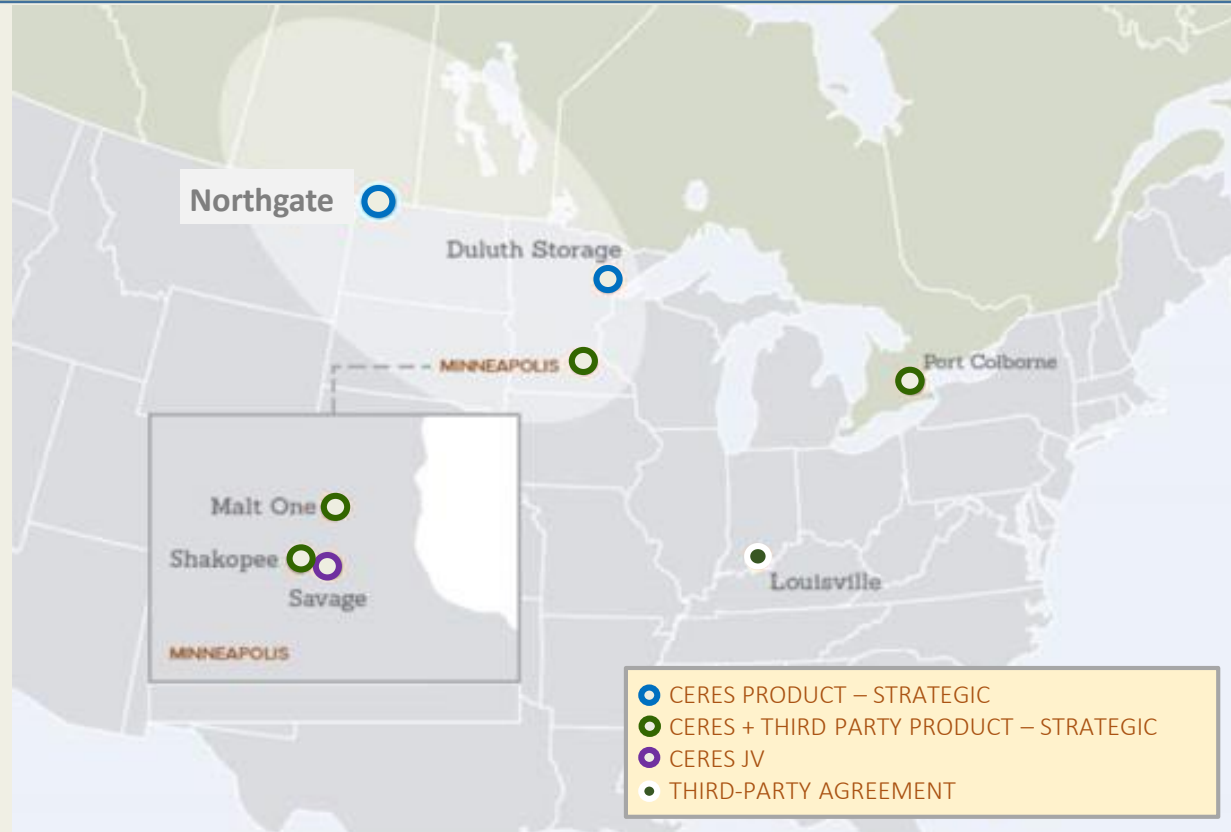 Northgate
Duluth Storage
MINNEAPOLIS
Port Colborne
Malt One
Shakopee
Savage
MINNEAPOLIS
Louisville
CERES PRODUCT – STRATEGIC
CERES + THIRD PARTY PRODUCT – STRATEGIC
CERES JV
THIRD-PARTY AGREEMENT